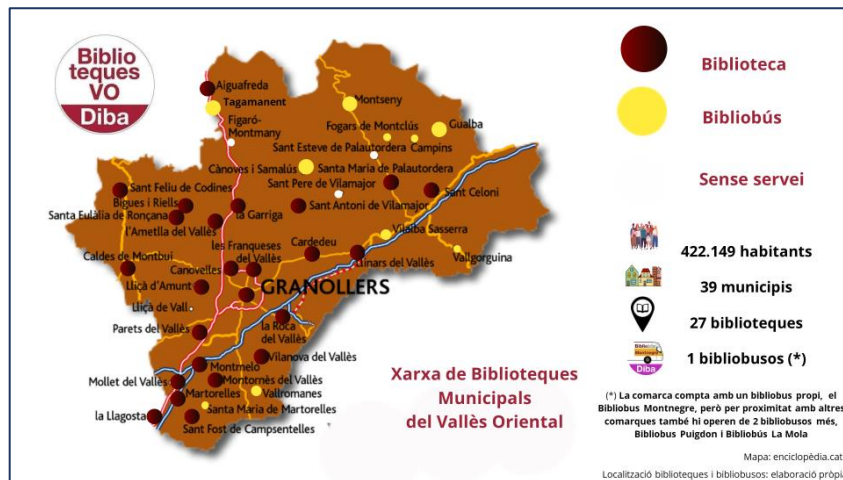 Biblio
teques
VO
Diba
Aiguafreda
Tagamanent
Figaró-
Montmany
Montseny
Fogars de Montclús
Gualba
Sant Esteve de Palautordera
Campins
Cànoves i Samalús
Santa Maria de Palautordera
Sant Pere de Vilamajor
Sant Feliu de Codines
Bigues i Riells
Sant Celoni
Santa Eulàlia de Ronçana
la Garriga
Sant Antoni de Vilamajor
l'Ametlla del Vallès
Vilalba Sasserra
les Franqueses
del Vallès
Cardedeu
Caldes de Montbui
Canovelles
Llinars del Vallès
Vallgorguina
Lliçà d'Amunt
GRANOLLERS
Lliçà de Vall
Parets del Vallès
la Roca
del Vallès
Vilanova del Vallès
Montmeló
Mollet del Vallès
Montornès del Vallès
Martorelles
Vallromanes
Santa Maria de Martorelles
la Llagosta
Sant Fost de Campsentelles
Xarxa de Biblioteques
Municipals
del Vallès Oriental
Biblioteca
Bibliobús
Sense servei
422.149 habitants
39 municipis
27 biblioteques
1 bibliobusos (*)
Biblio
Montnegre
Diba
(*) La comarca compta amb un bibliobus propi, el
Bibliobus Montnegre, però per proximitat amb altres
comarques també hi operen de 2 bibliobusos més,
Bibliobus Puigdon i Bibliobús La Mola
Mapa: enciclopèdia.cat
Localització biblioteques i bibliobusos: elaboració pròpia